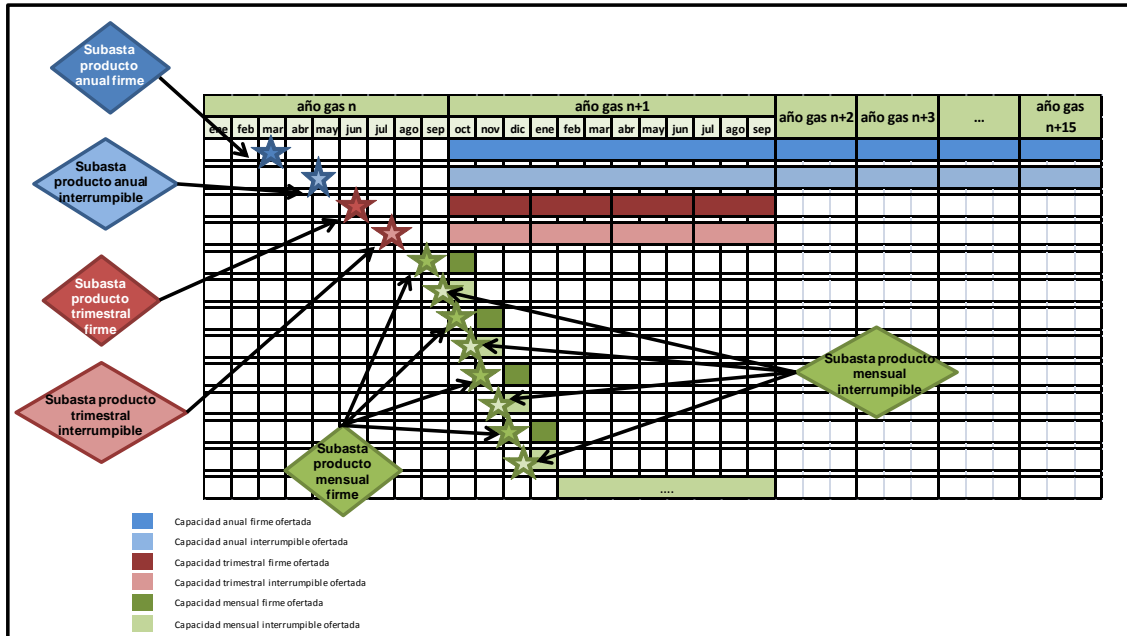 Subasta
producto
anual firme
Subasta
producto anual
interrumpible
Subasta
producto
trimestral
firme
Subasta producto
trimestral
interrumpible
año gas n
año gas n+1
año gas n+2
año gas n+3
...
año gas
n+15
ene feb mar abr may jun jul ago sep oct nov dic ene feb mar abr may jun jul ago sep
Subasta producto
mensual
interrumpible
Subasta
producto
mensual
firme
....
Capacidad anual firme ofertada
Capacidad anual interrumpible ofertada
Capacidad trimestral firme ofertada
Capacidad trimestral interrumpible ofertada
Capacidad mensual firme ofertada
Capacidad mensual interrumpible ofertada